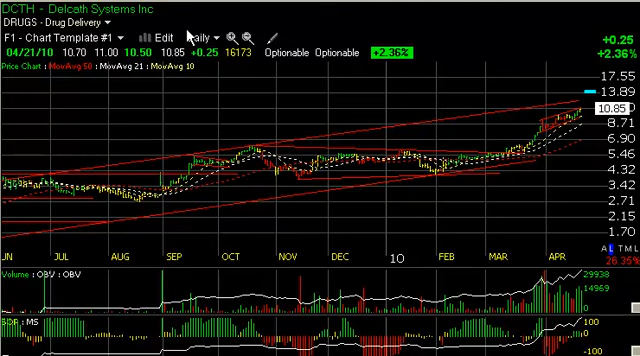 DCTH - Delcath Systems Inc
DRUGS - Drug Delivery
F1 - Chart Template #1 Edit aily
04/21/10 10.70 11.00 10.50 10.85 +0.25 16173 Optionable Optionable +2.36%
+0.25
+2.36%
Price Chart : MovAvg 50 : MovAvg 21 : MovAvg 10
17.55
13.89
10.85
8.71
6.90
5.46
4.32
3.42
2.71
2.15
1.70
JN JUL AUG SEP OCT NOV DEC 10 FEB MAR APR
A L T M L
26.35%
Volume : OBV : OBV
29938
14969
: MS
100
0
-100